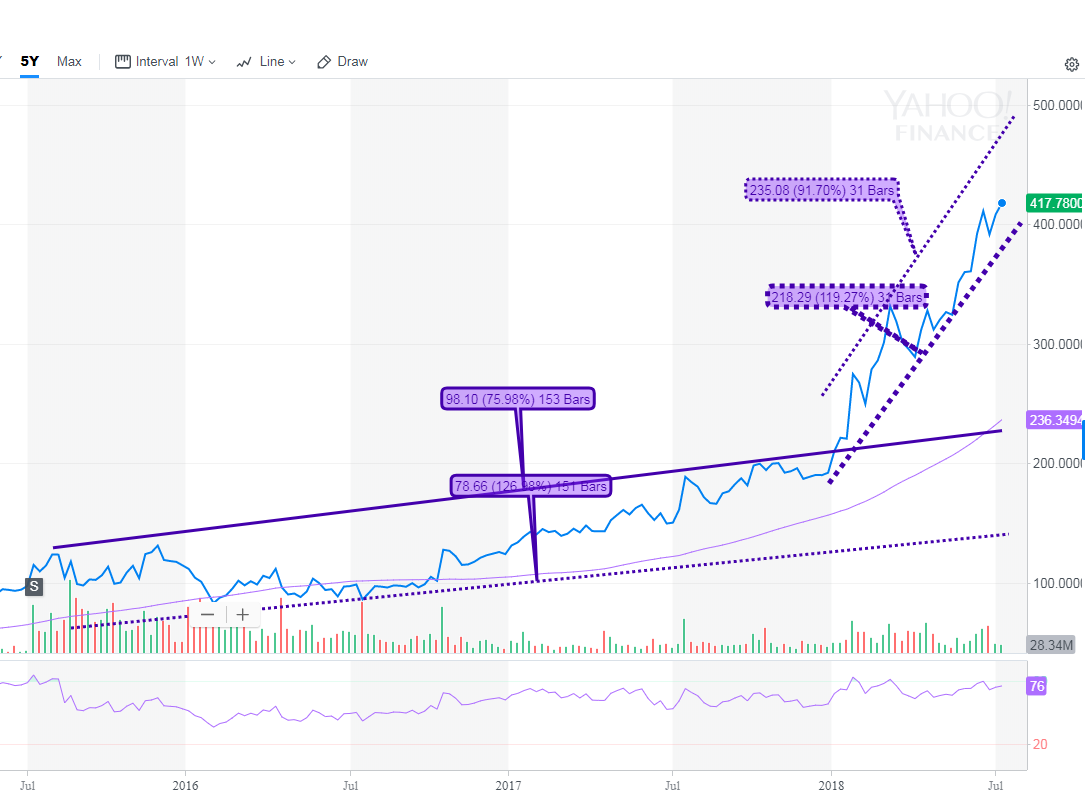 5Y Max Interval 1W Line Draw
YAHOO!
FINANCE
500.0000
235.08 (91.70%) 31 Bars
417.7800
400.0000
218.29 (119.27%) 31 Bars
300.0000
98.10 (75.98%) 153 Bars
236.3494
200.0000
78.66 (126.98%) 151 Bars
100.0000
S
28.34M
76
20
Jul 2016 Jul 2017 Jul 2018 Jul